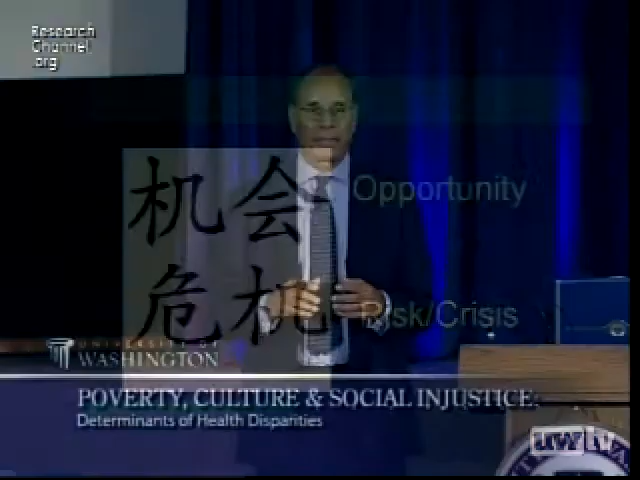 Research
Channel
.org
机会 Opportunity
危机 Risk/Crisis
UNIVERSITY OF
WASHINGTON
POVERTY, CULTURE & SOCIAL INJUSTICE:
Determinants of Health Disparities
UWTV